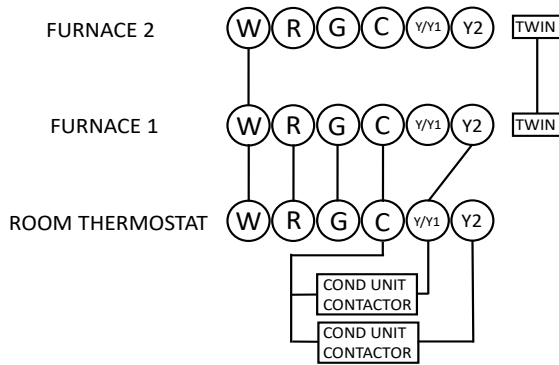 FURNACE 2 W R G C Y/Y1 Y2 TWIN
FURNACE 1 W R G C Y/Y1 Y2 TWIN
ROOM THERMOSTAT W R G C Y/Y1 Y2
COND UNIT
CONTACTOR
COND UNIT
CONTACTOR